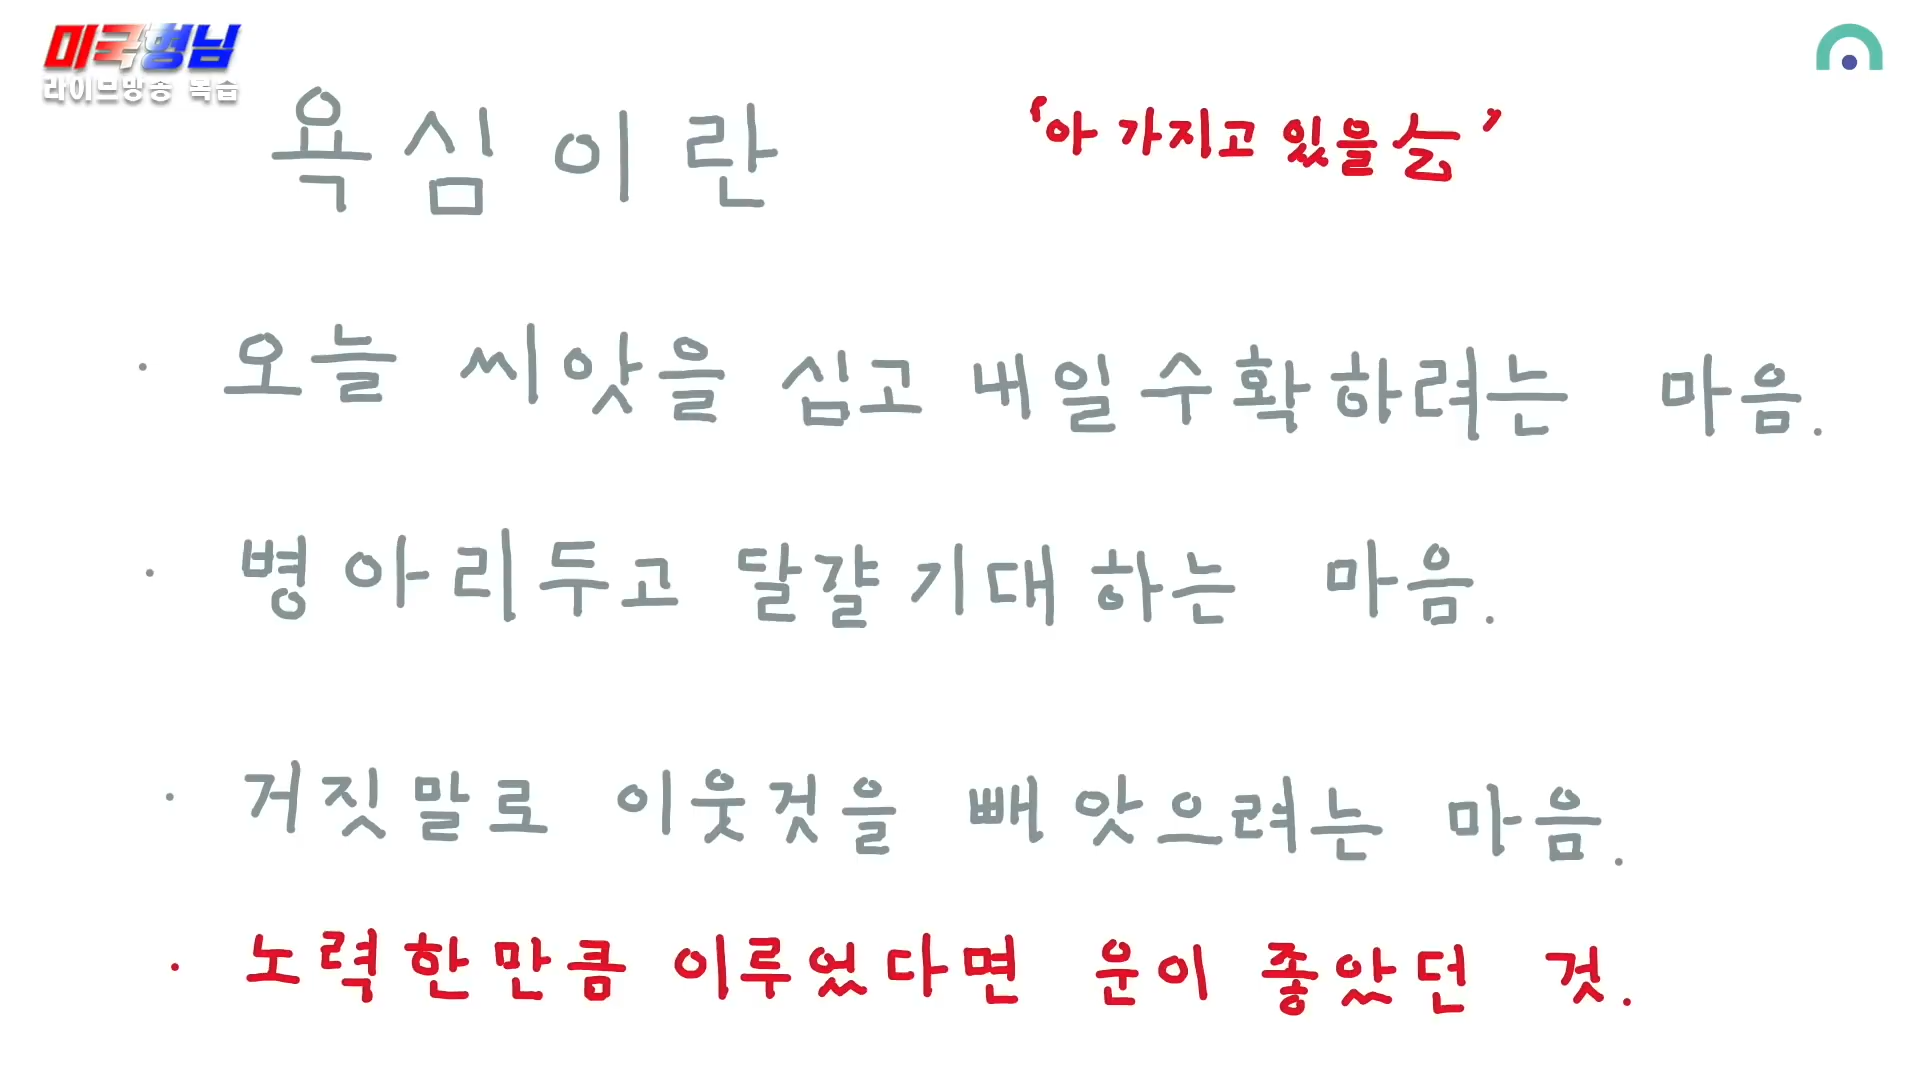 미국형님
라이브방송 복습
욕심이란
'아 가지고 있을 슬'
· 오늘 씨앗을 심고 내일 수확하려는 마음.
· 병아리 두고 달걀 기대하는 마음.
· 거짓말로 이웃것을 빼앗으려는 마음.
· 노력한만큼 이루었다면 운이 좋았던 것.